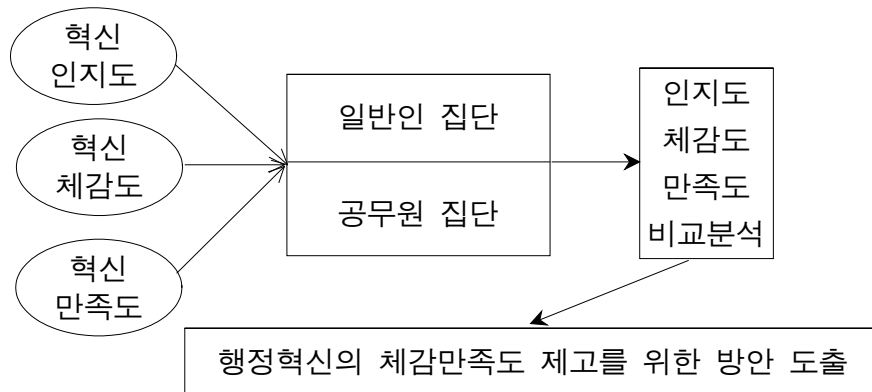 혁신
인지도
혁신
체감도
혁신
만족도
일반인 집단
공무원 집단
인지도
체감도
만족도
비교분석
행정혁신의 체감만족도 제고를 위한 방안 도출